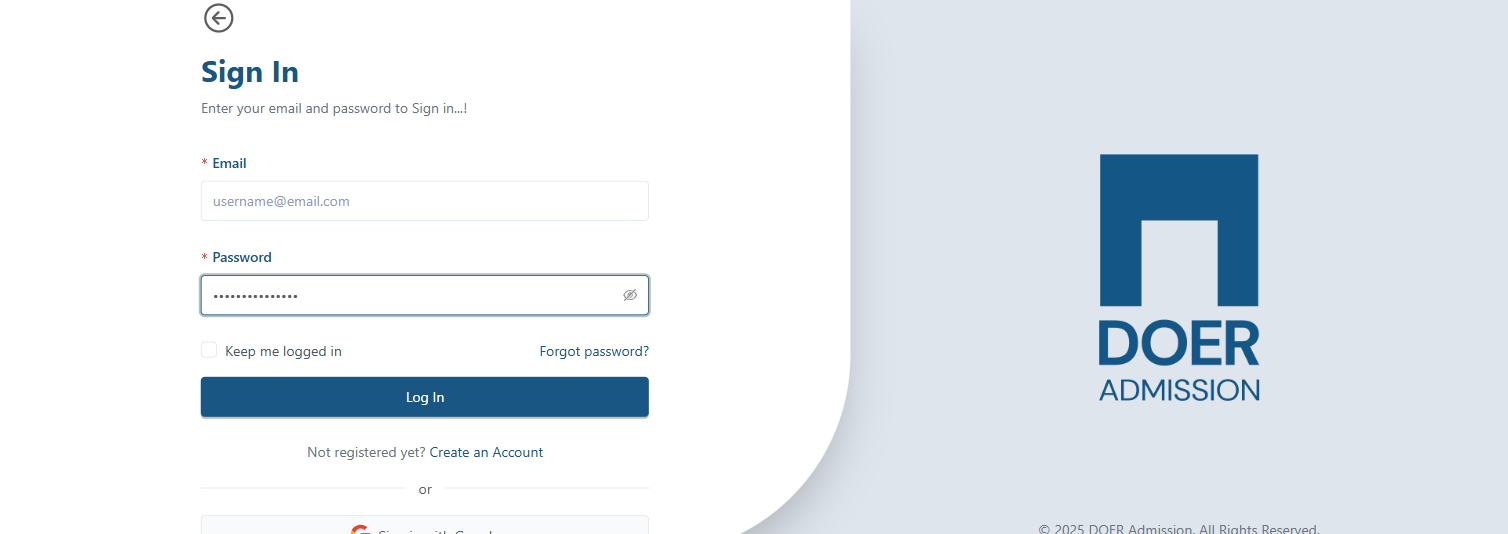 Sign In
Enter your email and password to Sign in...!
* Email
username@email.com
* Password
•••••••••••••••
Keep me logged in
Forgot password?
Log In
Not registered yet? Create an Account
or
DOER
ADMISSION
© 2025 DOER Admission. All Rights Reserved.